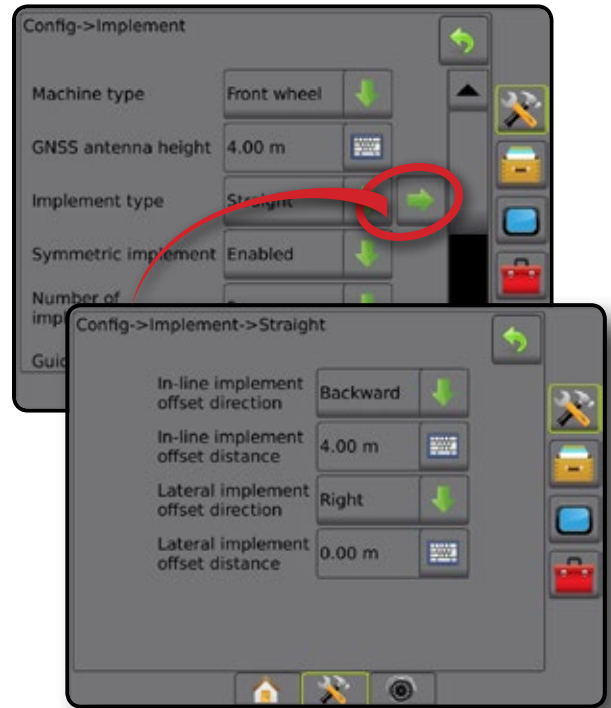 Config->Implement
Machine type
Front wheel
GNSS antenna height
4.00 m
Implement type
Straight
Symmetric implement
Enabled
Number of
Config->Implement->Straight
In-line implement
offset direction
Backward
In-line implement
offset distance
4.00 m
Lateral implement
offset direction
Right
Lateral implement
offset distance
0.00 m